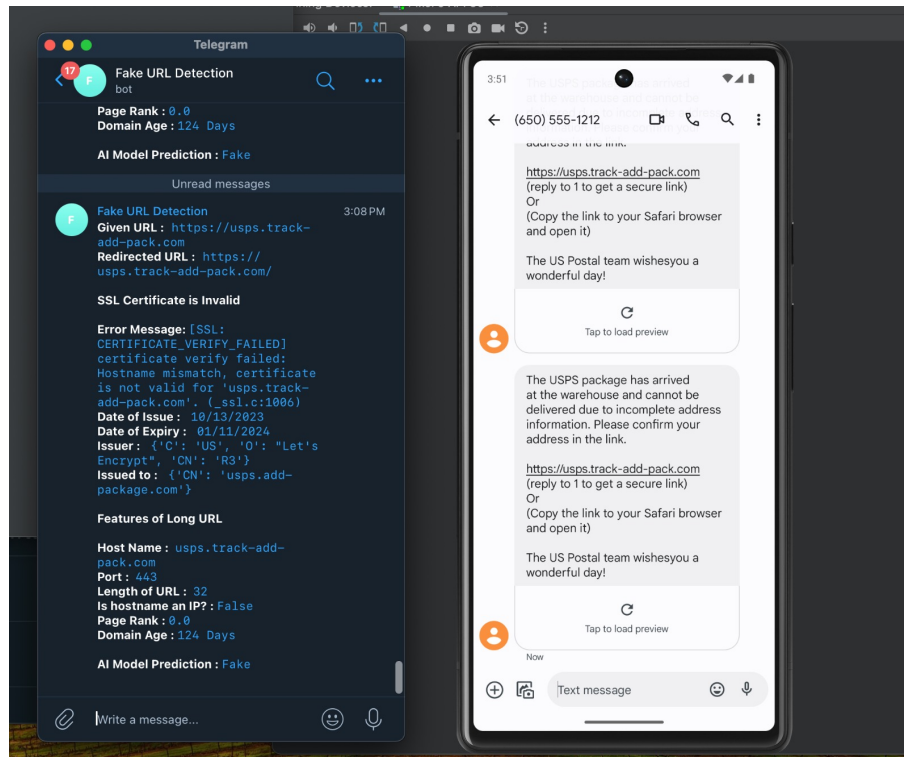 Telegram
17
F
Fake URL Detection
bot
Page Rank : 0.0
Domain Age : 124 Days
AI Model Prediction : Fake
Unread messages
F
Fake URL Detection 3:08 PM
Given URL : https://usps.track-
add-pack.com
Redirected URL : https://
usps.track-add-pack.com/
SSL Certificate is Invalid
Error Message: [SSL:
CERTIFICATE_VERIFY_FAILED]
certificate verify failed:
Hostname mismatch, certificate
is not valid for 'usps.track-
add-pack.com'. (_ssl.c:1006)
Date of Issue : 10/13/2023
Date of Expiry : 01/11/2024
Issuer : {'C': 'US', 'O': "Let's
Encrypt", 'CN': 'R3'}
Issued to : {'CN': 'usps.add-
package.com'}
Features of Long URL
Host Name : usps.track-add-
pack.com
Port : 443
Length of URL : 32
Is hostname an IP? : False
Page Rank : 0.0
Domain Age : 124 Days
AI Model Prediction : Fake
Write a message...
3:51
The USPS package has arrived
at the warehouse and cannot be
(650) 555-1212
address in the link.
https://usps.track-add-pack.com
(reply to 1 to get a secure link)
Or
(Copy the link to your Safari browser
and open it)
The US Postal team wishesyou a
wonderful day!
Tap to load preview
The USPS package has arrived
at the warehouse and cannot be
delivered due to incomplete address
information. Please confirm your
address in the link.
https://usps.track-add-pack.com
(reply to 1 to get a secure link)
Or
(Copy the link to your Safari browser
and open it)
The US Postal team wishesyou a
wonderful day!
Tap to load preview
Now
Text message